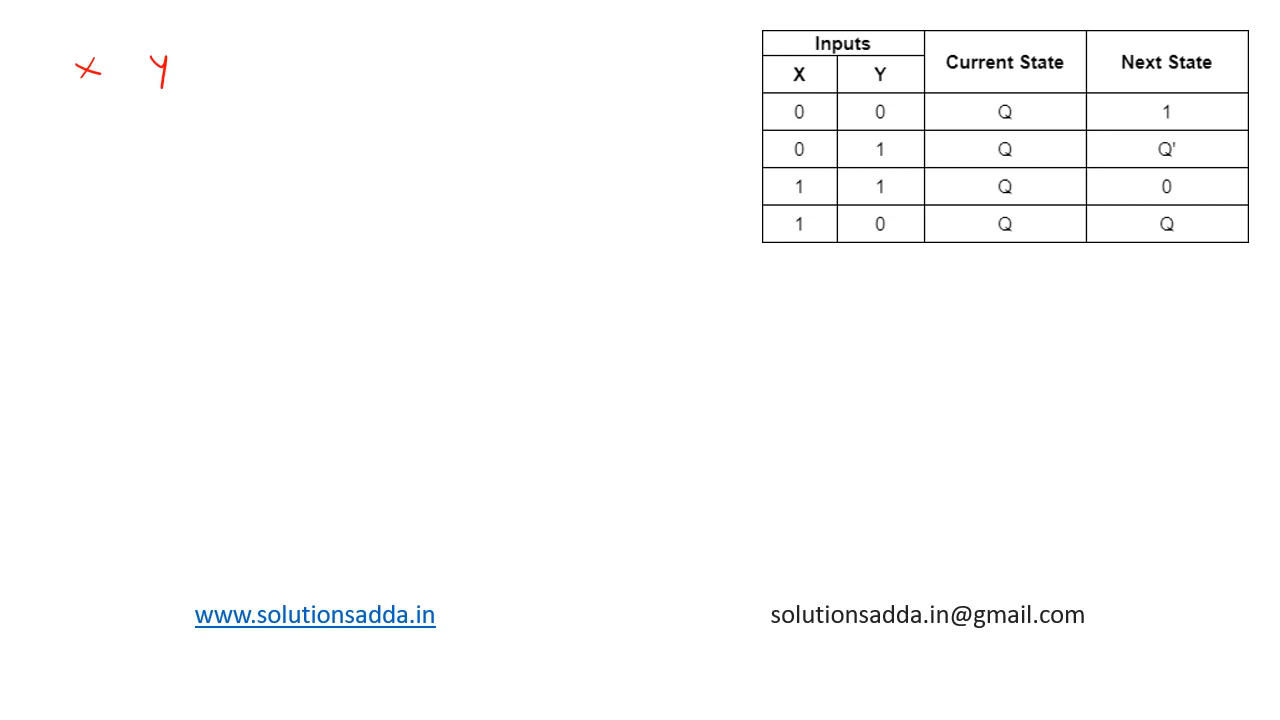 x y
Inputs Current State Next State
X Y
0 0 Q 1
0 1 Q Q'
1 1 Q 0
1 0 Q Q
www.solutionsadda.in solutionsadda.in@gmail.com